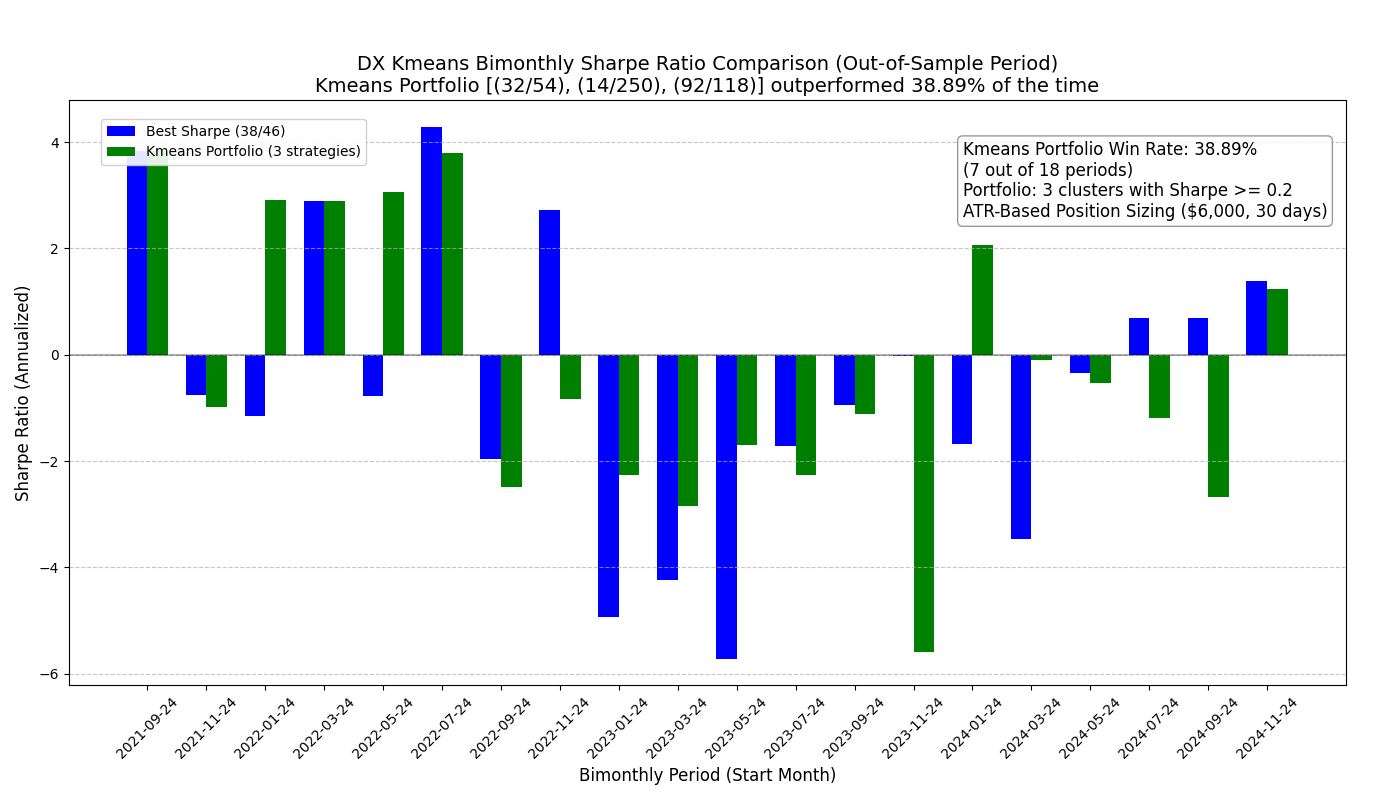 DX Kmeans Bimonthly Sharpe Ratio Comparison (Out-of-Sample Period)
Kmeans Portfolio [(32/54), (14/250), (92/118)] outperformed 38.89% of the time
Best Sharpe (38/46)
Kmeans Portfolio (3 strategies)
Kmeans Portfolio Win Rate: 38.89%
(7 out of 18 periods)
Portfolio: 3 clusters with Sharpe >= 0.2
ATR-Based Position Sizing ($6,000, 30 days)
Sharpe Ratio (Annualized)
4
2
0
−2
−4
−6
2021-09-24
2021-11-24
2022-01-24
2022-03-24
2022-05-24
2022-07-24
2022-09-24
2022-11-24
2023-01-24
2023-03-24
2023-05-24
2023-07-24
2023-09-24
2023-11-24
2024-01-24
2024-03-24
2024-05-24
2024-07-24
2024-09-24
2024-11-24
Bimonthly Period (Start Month)